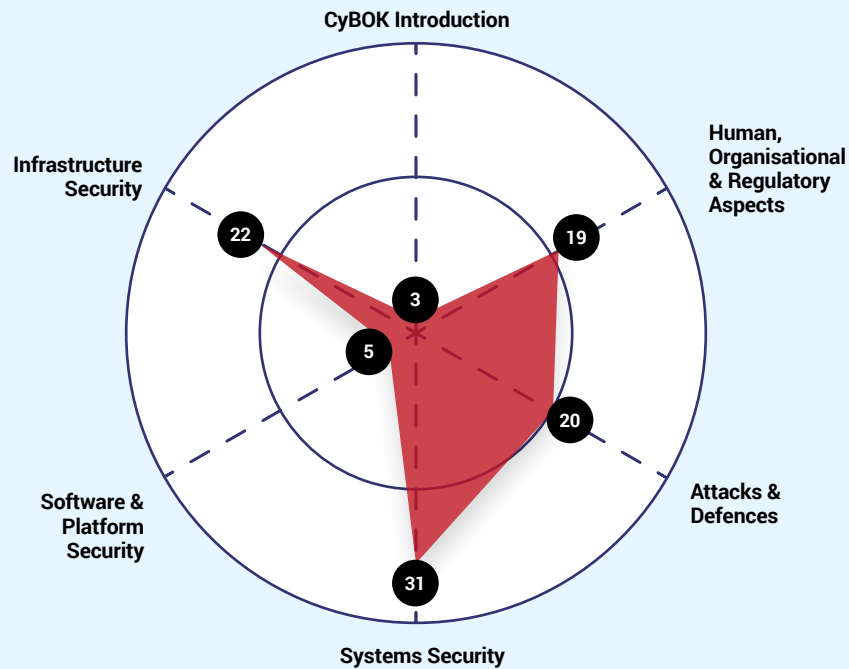 CyBOK Introduction
Human,
Organisational
& Regulatory
Aspects
Infrastructure
Security
22
19
3
5
20
Attacks &
Defences
Software &
Platform
Security
31
Systems Security